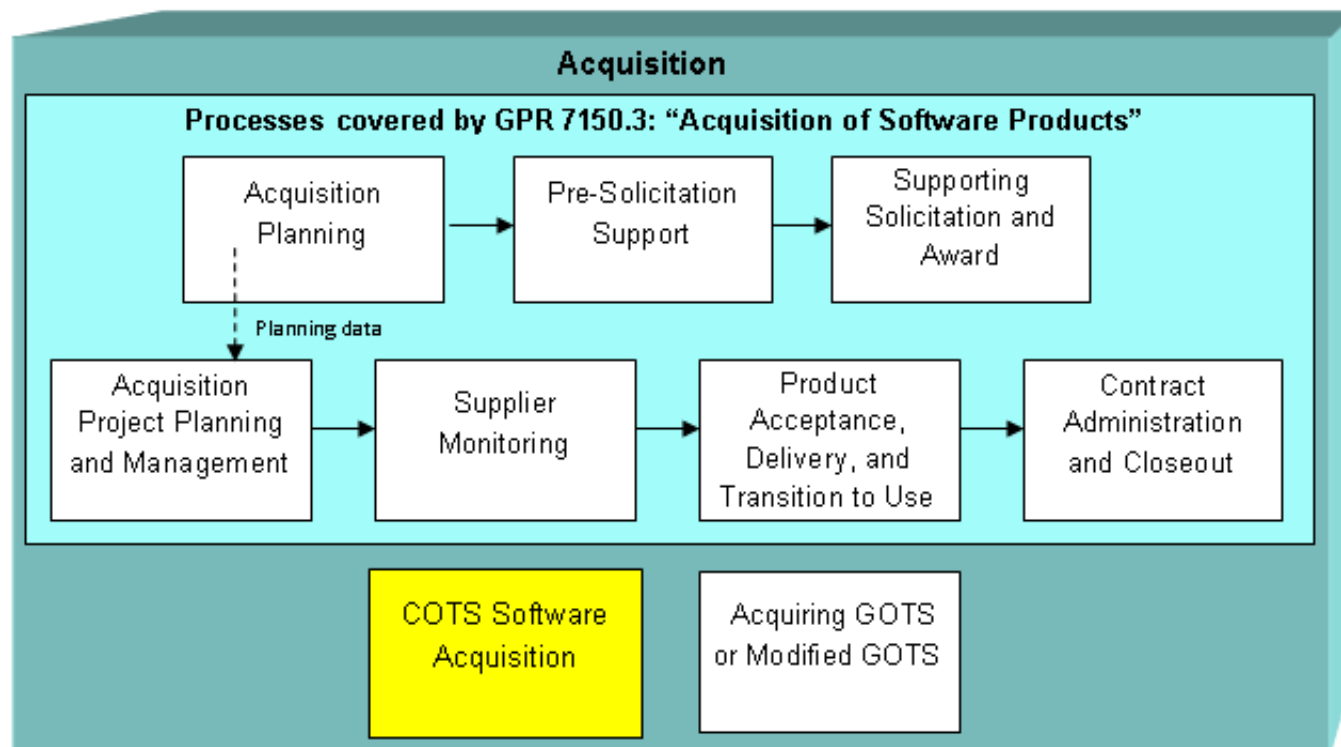 Acquisition
Processes covered by GPR 7150.3: “Acquisition of Software Products”
Acquisition
Planning
Pre-Solicitation
Support
Supporting
Solicitation and
Award
Planning data
Acquisition
Project Planning
and Management
Supplier
Monitoring
Product
Acceptance,
Delivery, and
Transition to Use
Contract
Administration
and Closeout
COTS Software
Acquisition
Acquiring GOTS
or Modified GOTS